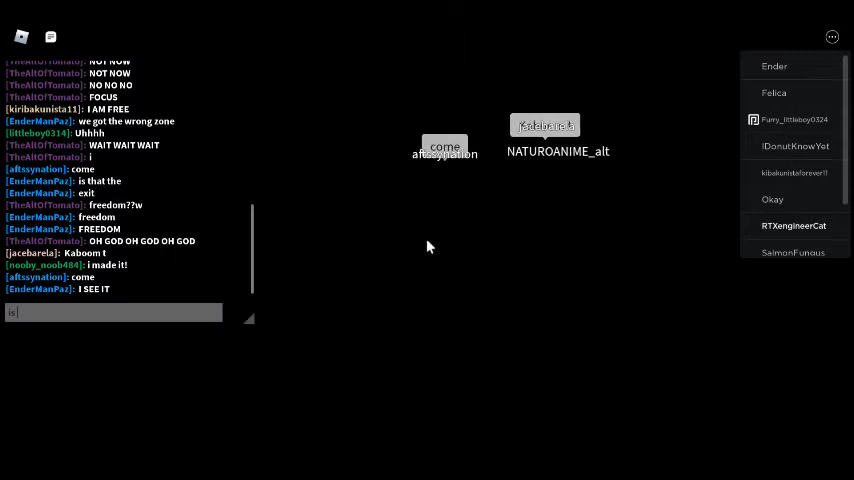 [TheAltOfTomato]: NOT NOW
[TheAltOfTomato]: NOT NOW
[TheAltOfTomato]: NO NO NO
[TheAltOfTomato]: FOCUS
[kiribakunista11]: I AM FREE
[EnderManPaz]: we got the wrong zone
[littleboy0314]: Uhhhh
[TheAltOfTomato]: WAIT WAIT WAIT
[TheAltOfTomato]: i
[aftssynation]: come
[EnderManPaz]: is that the
[EnderManPaz]: exit
[TheAltOfTomato]: freedom??w
[EnderManPaz]: freedom
[EnderManPaz]: FREEDOM
[TheAltOfTomato]: OH GOD OH GOD OH GOD
[jacebarela]: Kaboom t
[nooby_noob484]: i made it!
[aftssynation]: come
[EnderManPaz]: I SEE IT
is
come
aftssynation
jacebarela
NATUROANIME_alt
Ender
Felica
Furry_littleboy0324
IDonutKnowYet
kibakunistaforever11
Okay
RTXengineerCat
SaimonFungus